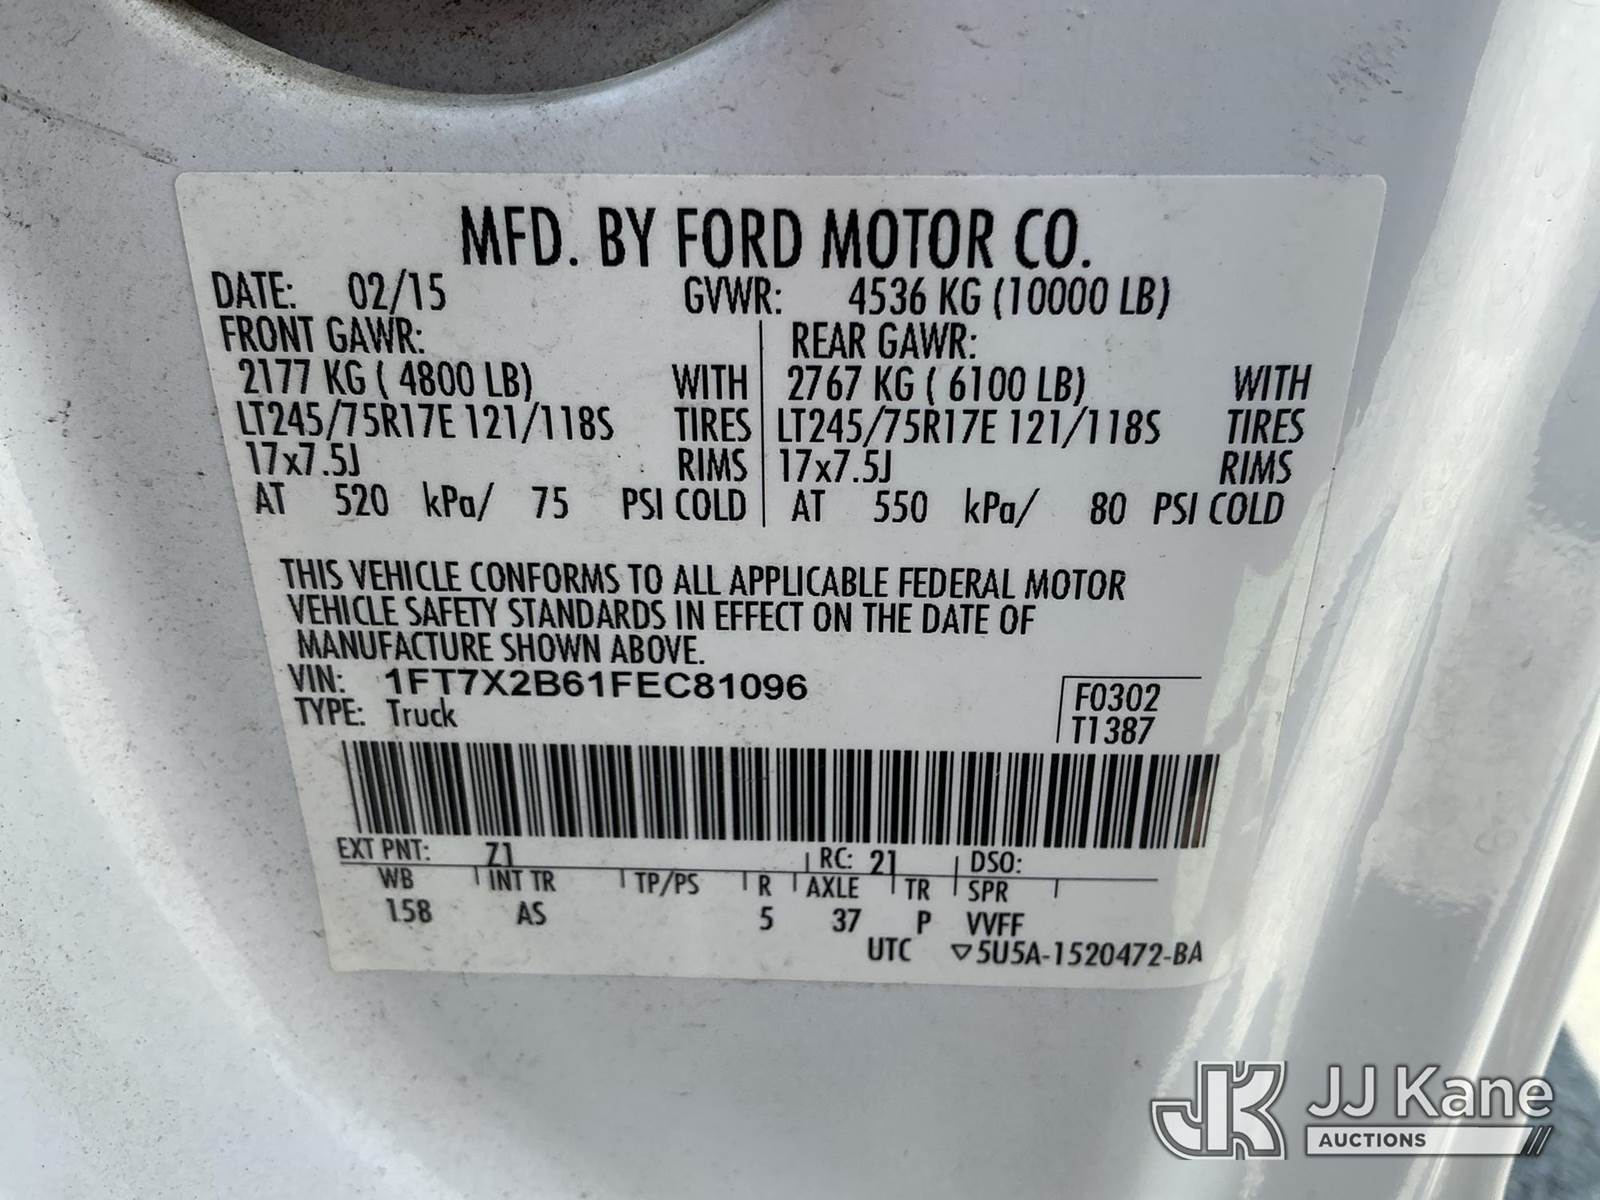 MFD. BY FORD MOTOR CO.
DATE: 02/15 GVWR: 4536 KG (10000 LB)
FRONT GAWR: REAR GAWR:
2177 KG ( 4800 LB) WITH 2767 KG ( 6100 LB) WITH
LT245/75R17E 121/118S TIRES LT245/75R17E 121/118S TIRES
17x7.5J RIMS 17x7.5J RIMS
AT 520 kPa/ 75 PSI COLD AT 550 kPa/ 80 PSI COLD
THIS VEHICLE CONFORMS TO ALL APPLICABLE FEDERAL MOTOR
VEHICLE SAFETY STANDARDS IN EFFECT ON THE DATE OF
MANUFACTURE SHOWN ABOVE.
VIN: 1FT7X2B61FEC81096
TYPE: Truck
F0302
T1387
EXT PNT: Z1 RC: 21 DSO:
WB INT TR TP/PS R AXLE TR SPR
158 AS 5 37 P VVFF
UTC ▽5U5A-1520472-BA
JK JJ Kane
AUCTIONS